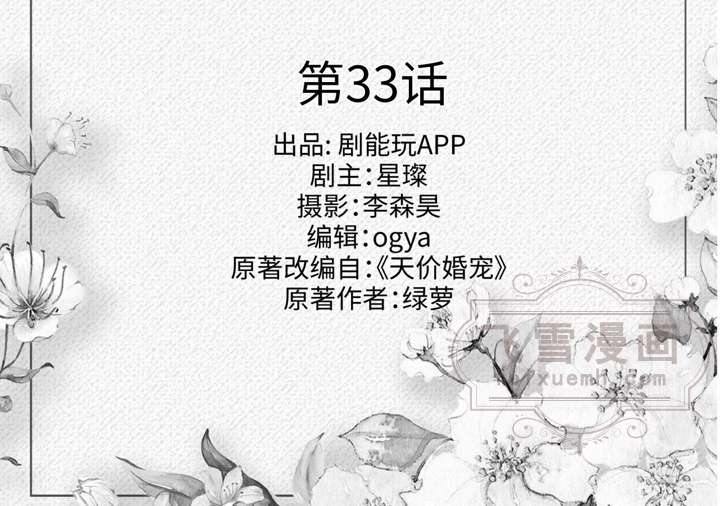 第33话
出品: 剧能玩APP
剧主：星璨
摄影：李森昊
编辑：ogya
原著改编自：《天价婚宠》
原著作者：绿萝
飞雪漫画